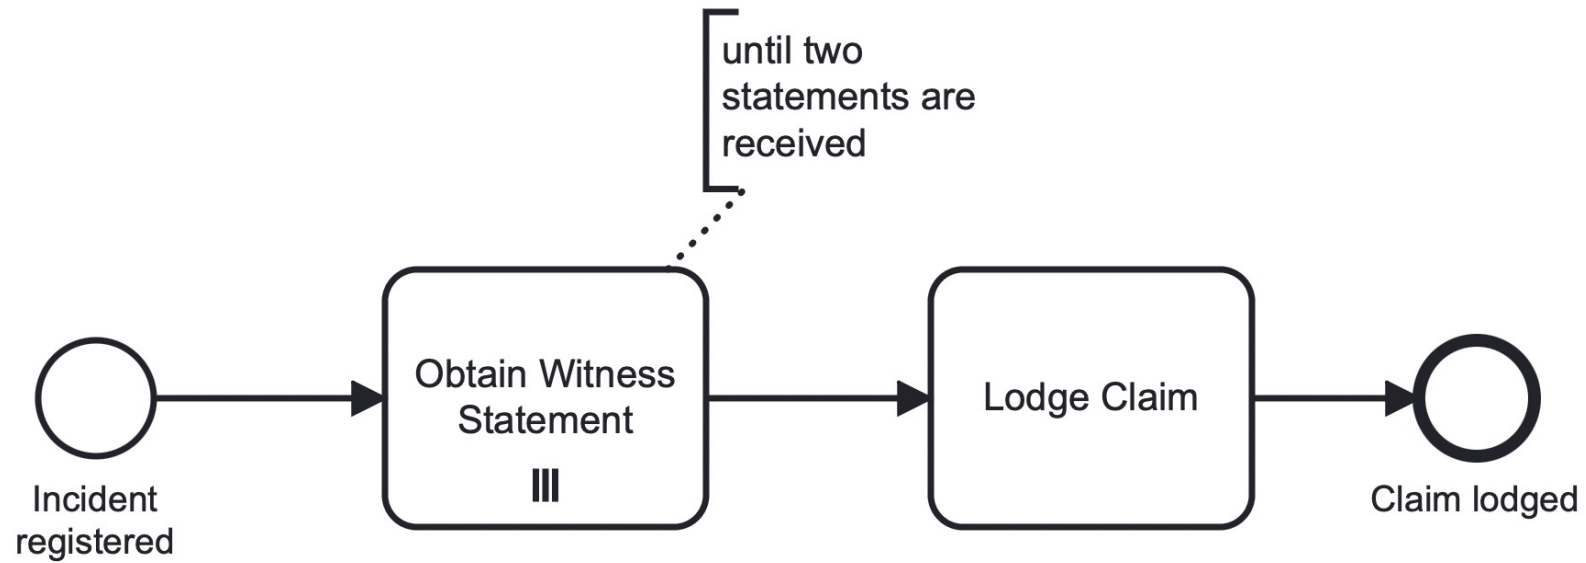 until two
statements are
received
Obtain Witness
Statement
Lodge Claim
Incident
registered
Claim lodged